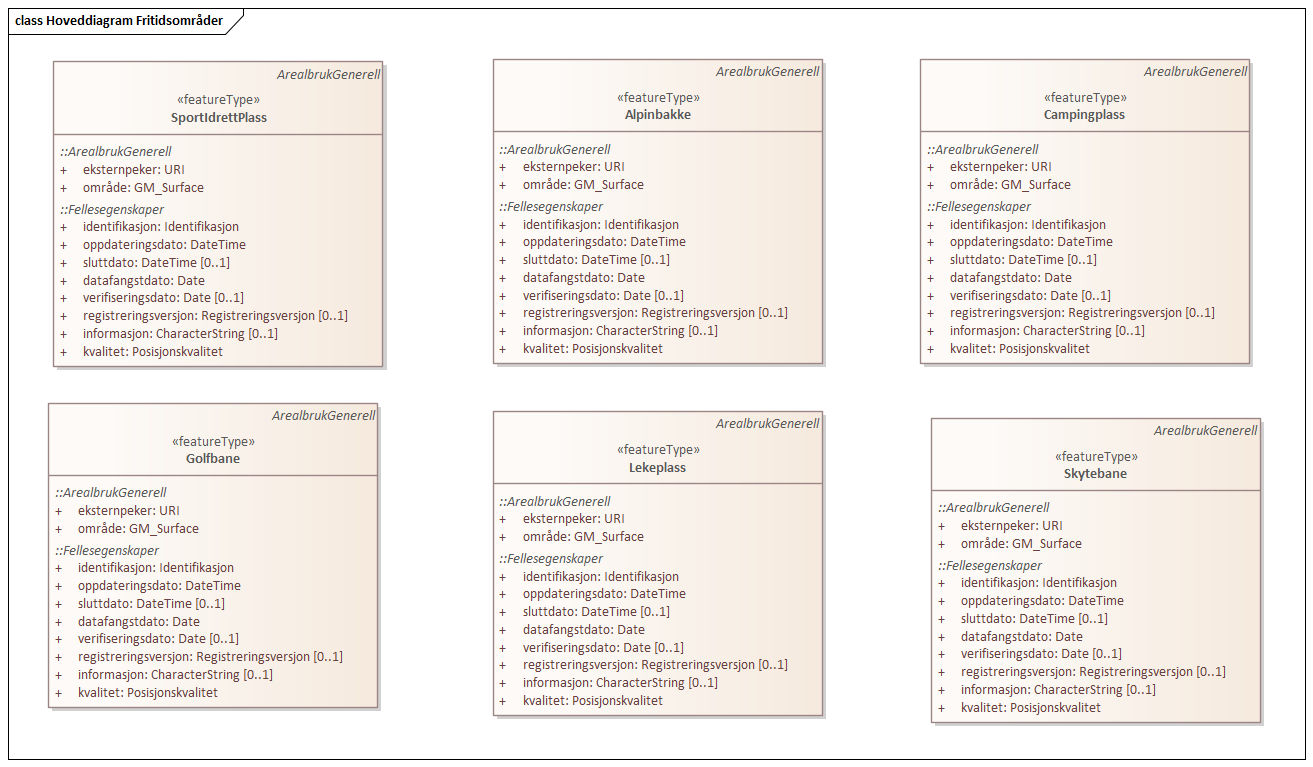 class Hoveddiagram Fritidsområder
ArealbrukGenerell
«featureType»
SportIdrettPlass
::ArealbrukGenerell
+ eksternpeker: URI
+ område: GM_Surface
::Fellesegenskaper
+ identifikasjon: Identifikasjon
+ oppdateringsdato: DateTime
+ sluttdato: DateTime [0..1]
+ datafangstdato: Date
+ verifiseringsdato: Date [0..1]
+ registreringsversjon: Registreringsversjon [0..1]
+ informasjon: CharacterString [0..1]
+ kvalitet: Posisjonskvalitet
ArealbrukGenerell
«featureType»
Alpinbakke
::ArealbrukGenerell
+ eksternpeker: URI
+ område: GM_Surface
::Fellesegenskaper
+ identifikasjon: Identifikasjon
+ oppdateringsdato: DateTime
+ sluttdato: DateTime [0..1]
+ datafangstdato: Date
+ verifiseringsdato: Date [0..1]
+ registreringsversjon: Registreringsversjon [0..1]
+ informasjon: CharacterString [0..1]
+ kvalitet: Posisjonskvalitet
ArealbrukGenerell
«featureType»
Campingplass
::ArealbrukGenerell
+ eksternpeker: URI
+ område: GM_Surface
::Fellesegenskaper
+ identifikasjon: Identifikasjon
+ oppdateringsdato: DateTime
+ sluttdato: DateTime [0..1]
+ datafangstdato: Date
+ verifiseringsdato: Date [0..1]
+ registreringsversjon: Registreringsversjon [0..1]
+ informasjon: CharacterString [0..1]
+ kvalitet: Posisjonskvalitet
ArealbrukGenerell
«featureType»
Golfbane
::ArealbrukGenerell
+ eksternpeker: URI
+ område: GM_Surface
::Fellesegenskaper
+ identifikasjon: Identifikasjon
+ oppdateringsdato: DateTime
+ sluttdato: DateTime [0..1]
+ datafangstdato: Date
+ verifiseringsdato: Date [0..1]
+ registreringsversjon: Registreringsversjon [0..1]
+ informasjon: CharacterString [0..1]
+ kvalitet: Posisjonskvalitet
ArealbrukGenerell
«featureType»
Lekeplass
::ArealbrukGenerell
+ eksternpeker: URI
+ område: GM_Surface
::Fellesegenskaper
+ identifikasjon: Identifikasjon
+ oppdateringsdato: DateTime
+ sluttdato: DateTime [0..1]
+ datafangstdato: Date
+ verifiseringsdato: Date [0..1]
+ registreringsversjon: Registreringsversjon [0..1]
+ informasjon: CharacterString [0..1]
+ kvalitet: Posisjonskvalitet
ArealbrukGenerell
«featureType»
Skytebane
::ArealbrukGenerell
+ eksternpeker: URI
+ område: GM_Surface
::Fellesegenskaper
+ identifikasjon: Identifikasjon
+ oppdateringsdato: DateTime
+ sluttdato: DateTime [0..1]
+ datafangstdato: Date
+ verifiseringsdato: Date [0..1]
+ registreringsversjon: Registreringsversjon [0..1]
+ informasjon: CharacterString [0..1]
+ kvalitet: Posisjonskvalitet